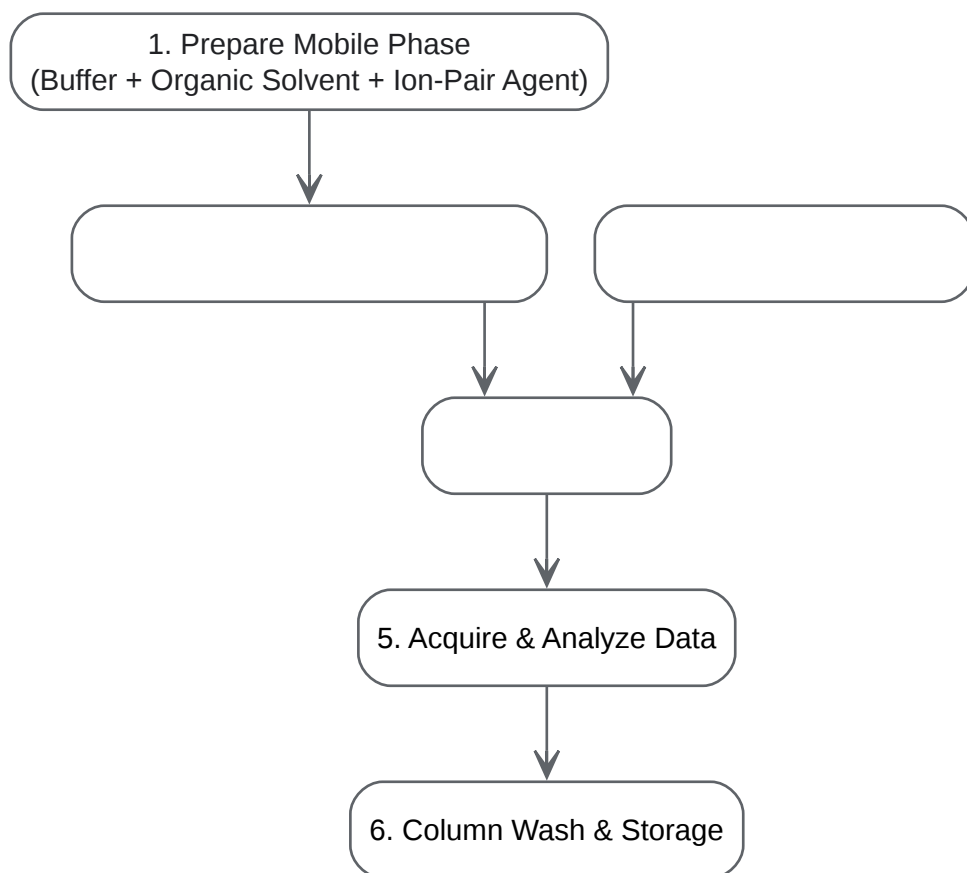 1. Prepare Mobile Phase
(Buffer + Organic Solvent + Ion-Pair Agent)
5. Acquire & Analyze Data
6. Column Wash & Storage